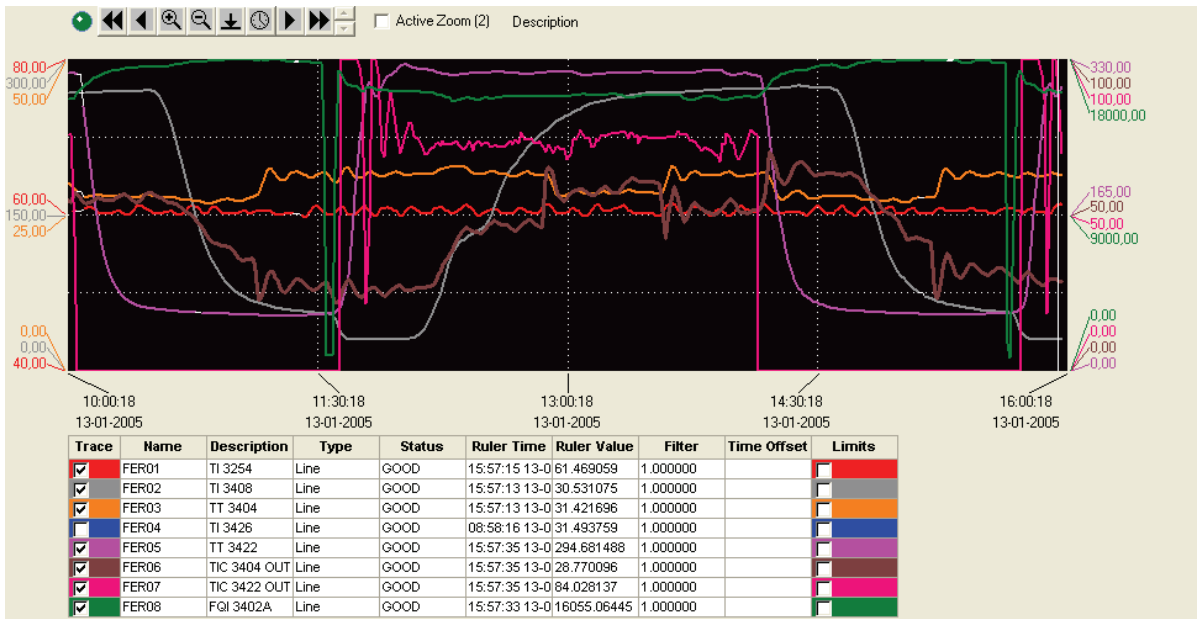 Active Zoom (2) Description
80,00 330,00
300,00 100,00
50,00 100,00
18000,00
60,00 165,00
150,00 50,00
25,00 50,00
9000,00
0,00 0,00
0,00 0,00
40,00 0,00
0,00
10:00:18 11:30:18 13:00:18 14:30:18 16:00:18
13-01-2005 13-01-2005 13-01-2005 13-01-2005 13-01-2005
Trace Name Description Type Status Ruler Time Ruler Value Filter Time Offset Limits
FER01 TI 3254 Line GOOD 15:57:15 13-0 61.469059 1.000000
FER02 TI 3408 Line GOOD 15:57:13 13-0 30.531075 1.000000
FER03 TT 3404 Line GOOD 15:57:13 13-0 31.421696 1.000000
FER04 TI 3426 Line GOOD 08:58:16 13-0 31.493759 1.000000
FER05 TT 3422 Line GOOD 15:57:35 13-0 294.681488 1.000000
FER06 TIC 3404 OUT Line GOOD 15:57:35 13-0 28.770096 1.000000
FER07 TIC 3422 OUT Line GOOD 15:57:35 13-0 84.028137 1.000000
FER08 FQI 3402A Line GOOD 15:57:33 13-0 16055.06445 1.000000